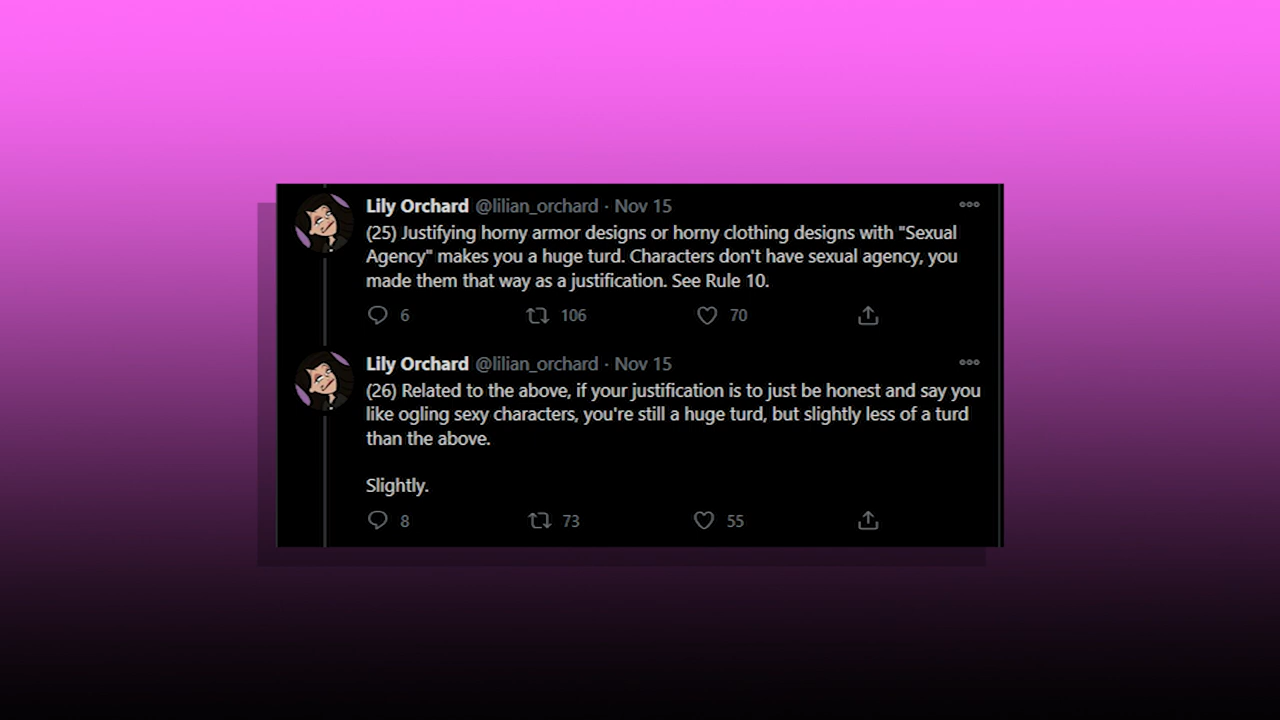 Lily Orchard @lilian_orchard · Nov 15
(25) Justifying horny armor designs or horny clothing designs with "Sexual
Agency" makes you a huge turd. Characters don't have sexual agency, you
made them that way as a justification. See Rule 10.
6 106 70
Lily Orchard @lilian_orchard · Nov 15
(26) Related to the above, if your justification is to just be honest and say you
like ogling sexy characters, you're still a huge turd, but slightly less of a turd
than the above.
Slightly.
8 73 55